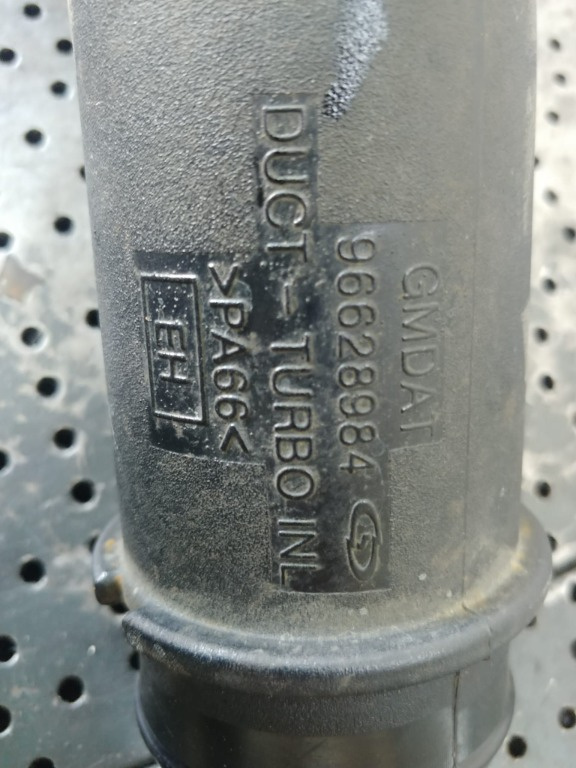 GMDAT
96628984
DUCT - TURBO INL
>PA66<
EH